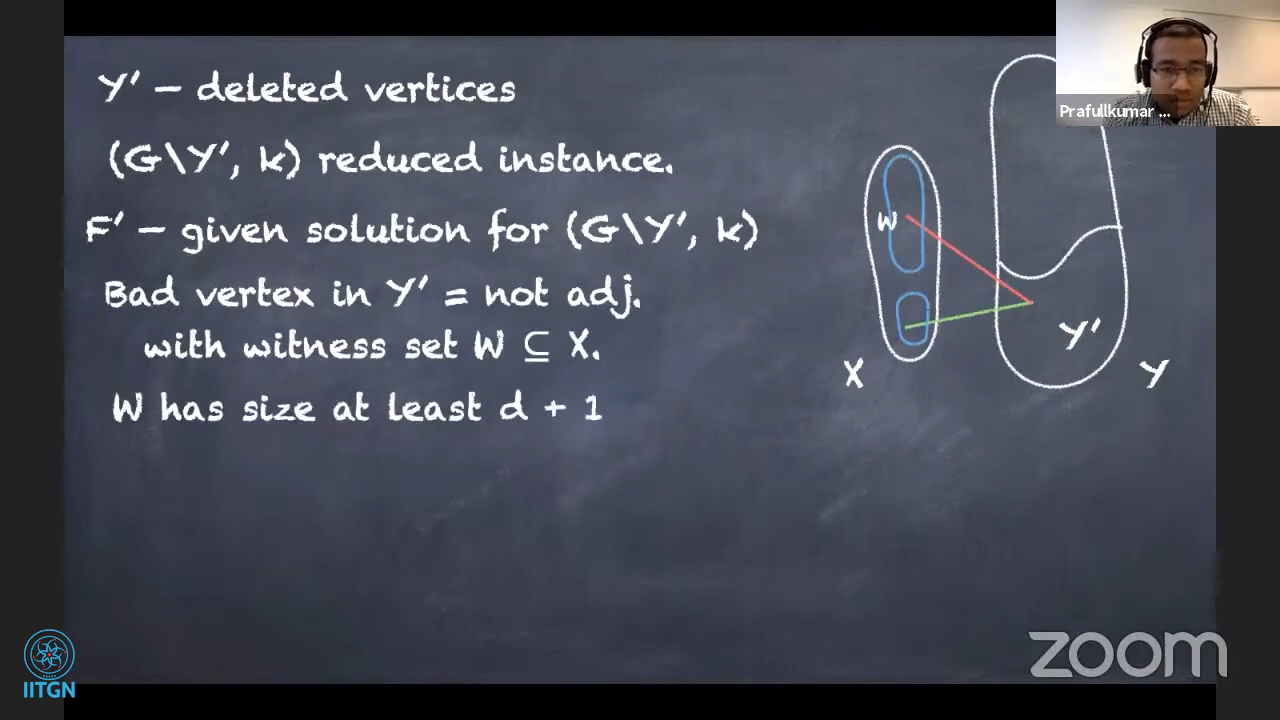 Y' – deleted vertices
(G\Y', k) reduced instance.
F' – given solution for (G\Y', k)
Bad vertex in Y' = not adj.
with witness set W ⊆ X.
W has size at least d + 1
W
Y'
X
Y
Prafullkumar ...
IITGN
zoom